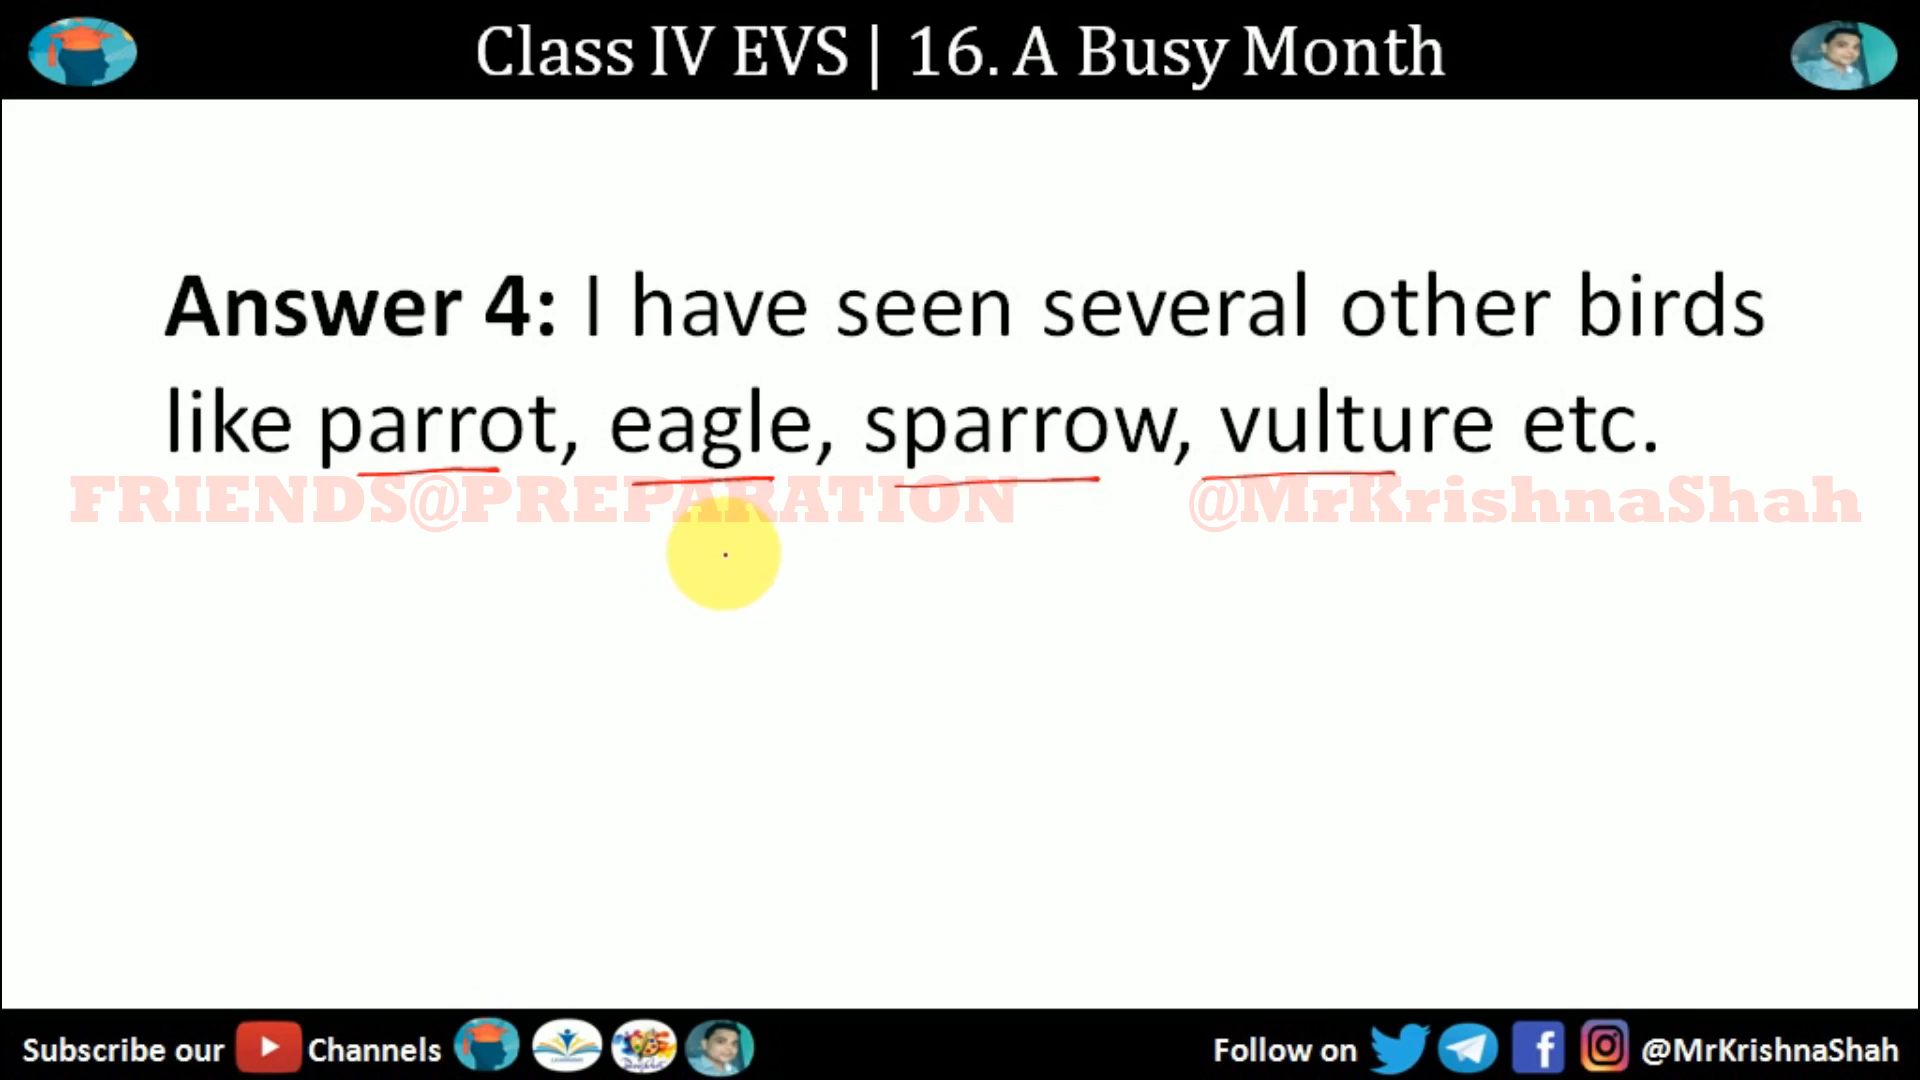 Class IV EVS | 16. A Busy Month
Answer 4: I have seen several other birds
like parrot, eagle, sparrow, vulture etc.
FRIENDS@PREPARATION @MrKrishnaShah
Subscribe our Channels Follow on @MrKrishnaShah